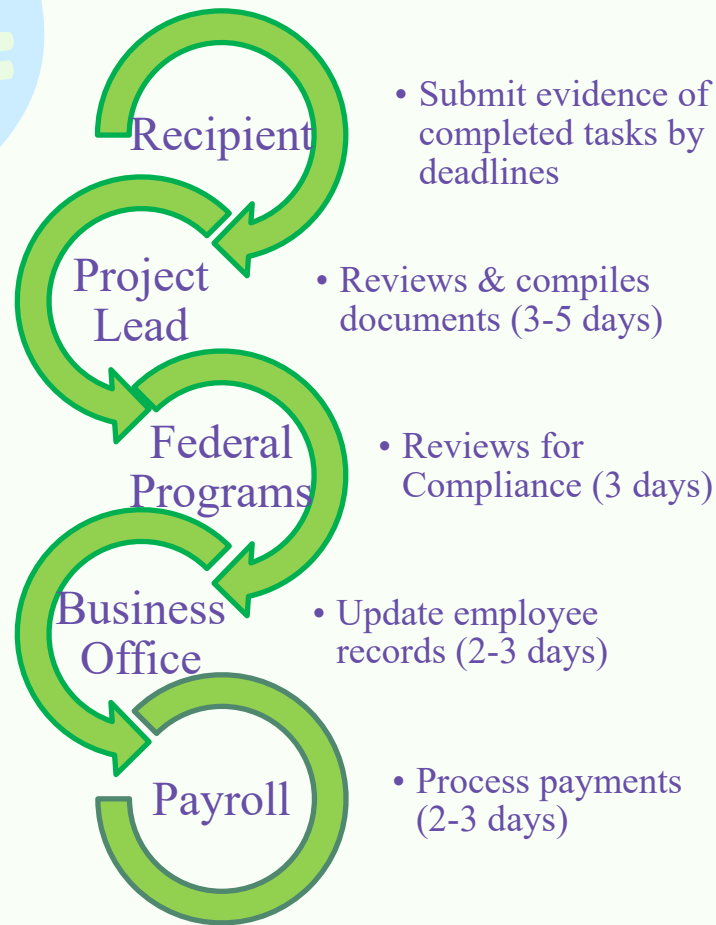 Recipient
• Submit evidence of
completed tasks by
deadlines
Project
Lead
• Reviews & compiles
documents (3-5 days)
Federal
Programs
• Reviews for
Compliance (3 days)
Business
Office
• Update employee
records (2-3 days)
Payroll
• Process payments
(2-3 days)